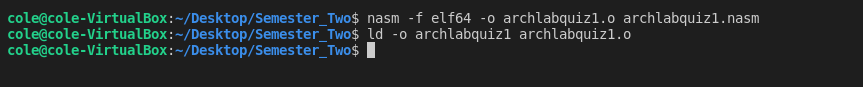 cole@cole-VirtualBox:~/Desktop/Semester_Two$ nasm -f elf64 -o archlabquiz1.o archlabquiz1.nasm
cole@cole-VirtualBox:~/Desktop/Semester_Two$ ld -o archlabquiz1 archlabquiz1.o
cole@cole-VirtualBox:~/Desktop/Semester_Two$